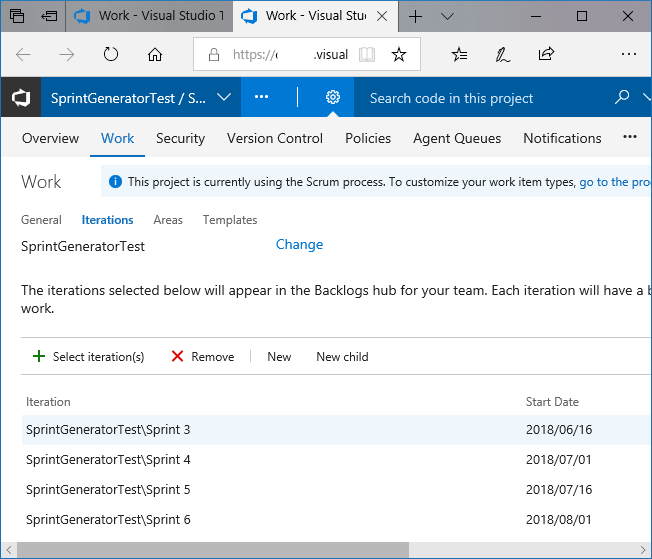 Work - Visual Studio T
Work - Visual Stud
https:// .visual
SprintGeneratorTest / S...
Search code in this project
Overview Work Security Version Control Policies Agent Queues Notifications
Work
This project is currently using the Scrum process. To customize your work item types, go to the proc
General Iterations Areas Templates
SprintGeneratorTest Change
The iterations selected below will appear in the Backlogs hub for your team. Each iteration will have a b
work.
Select iteration(s) Remove New New child
Iteration Start Date
SprintGeneratorTest\Sprint 3 2018/06/16
SprintGeneratorTest\Sprint 4 2018/07/01
SprintGeneratorTest\Sprint 5 2018/07/16
SprintGeneratorTest\Sprint 6 2018/08/01